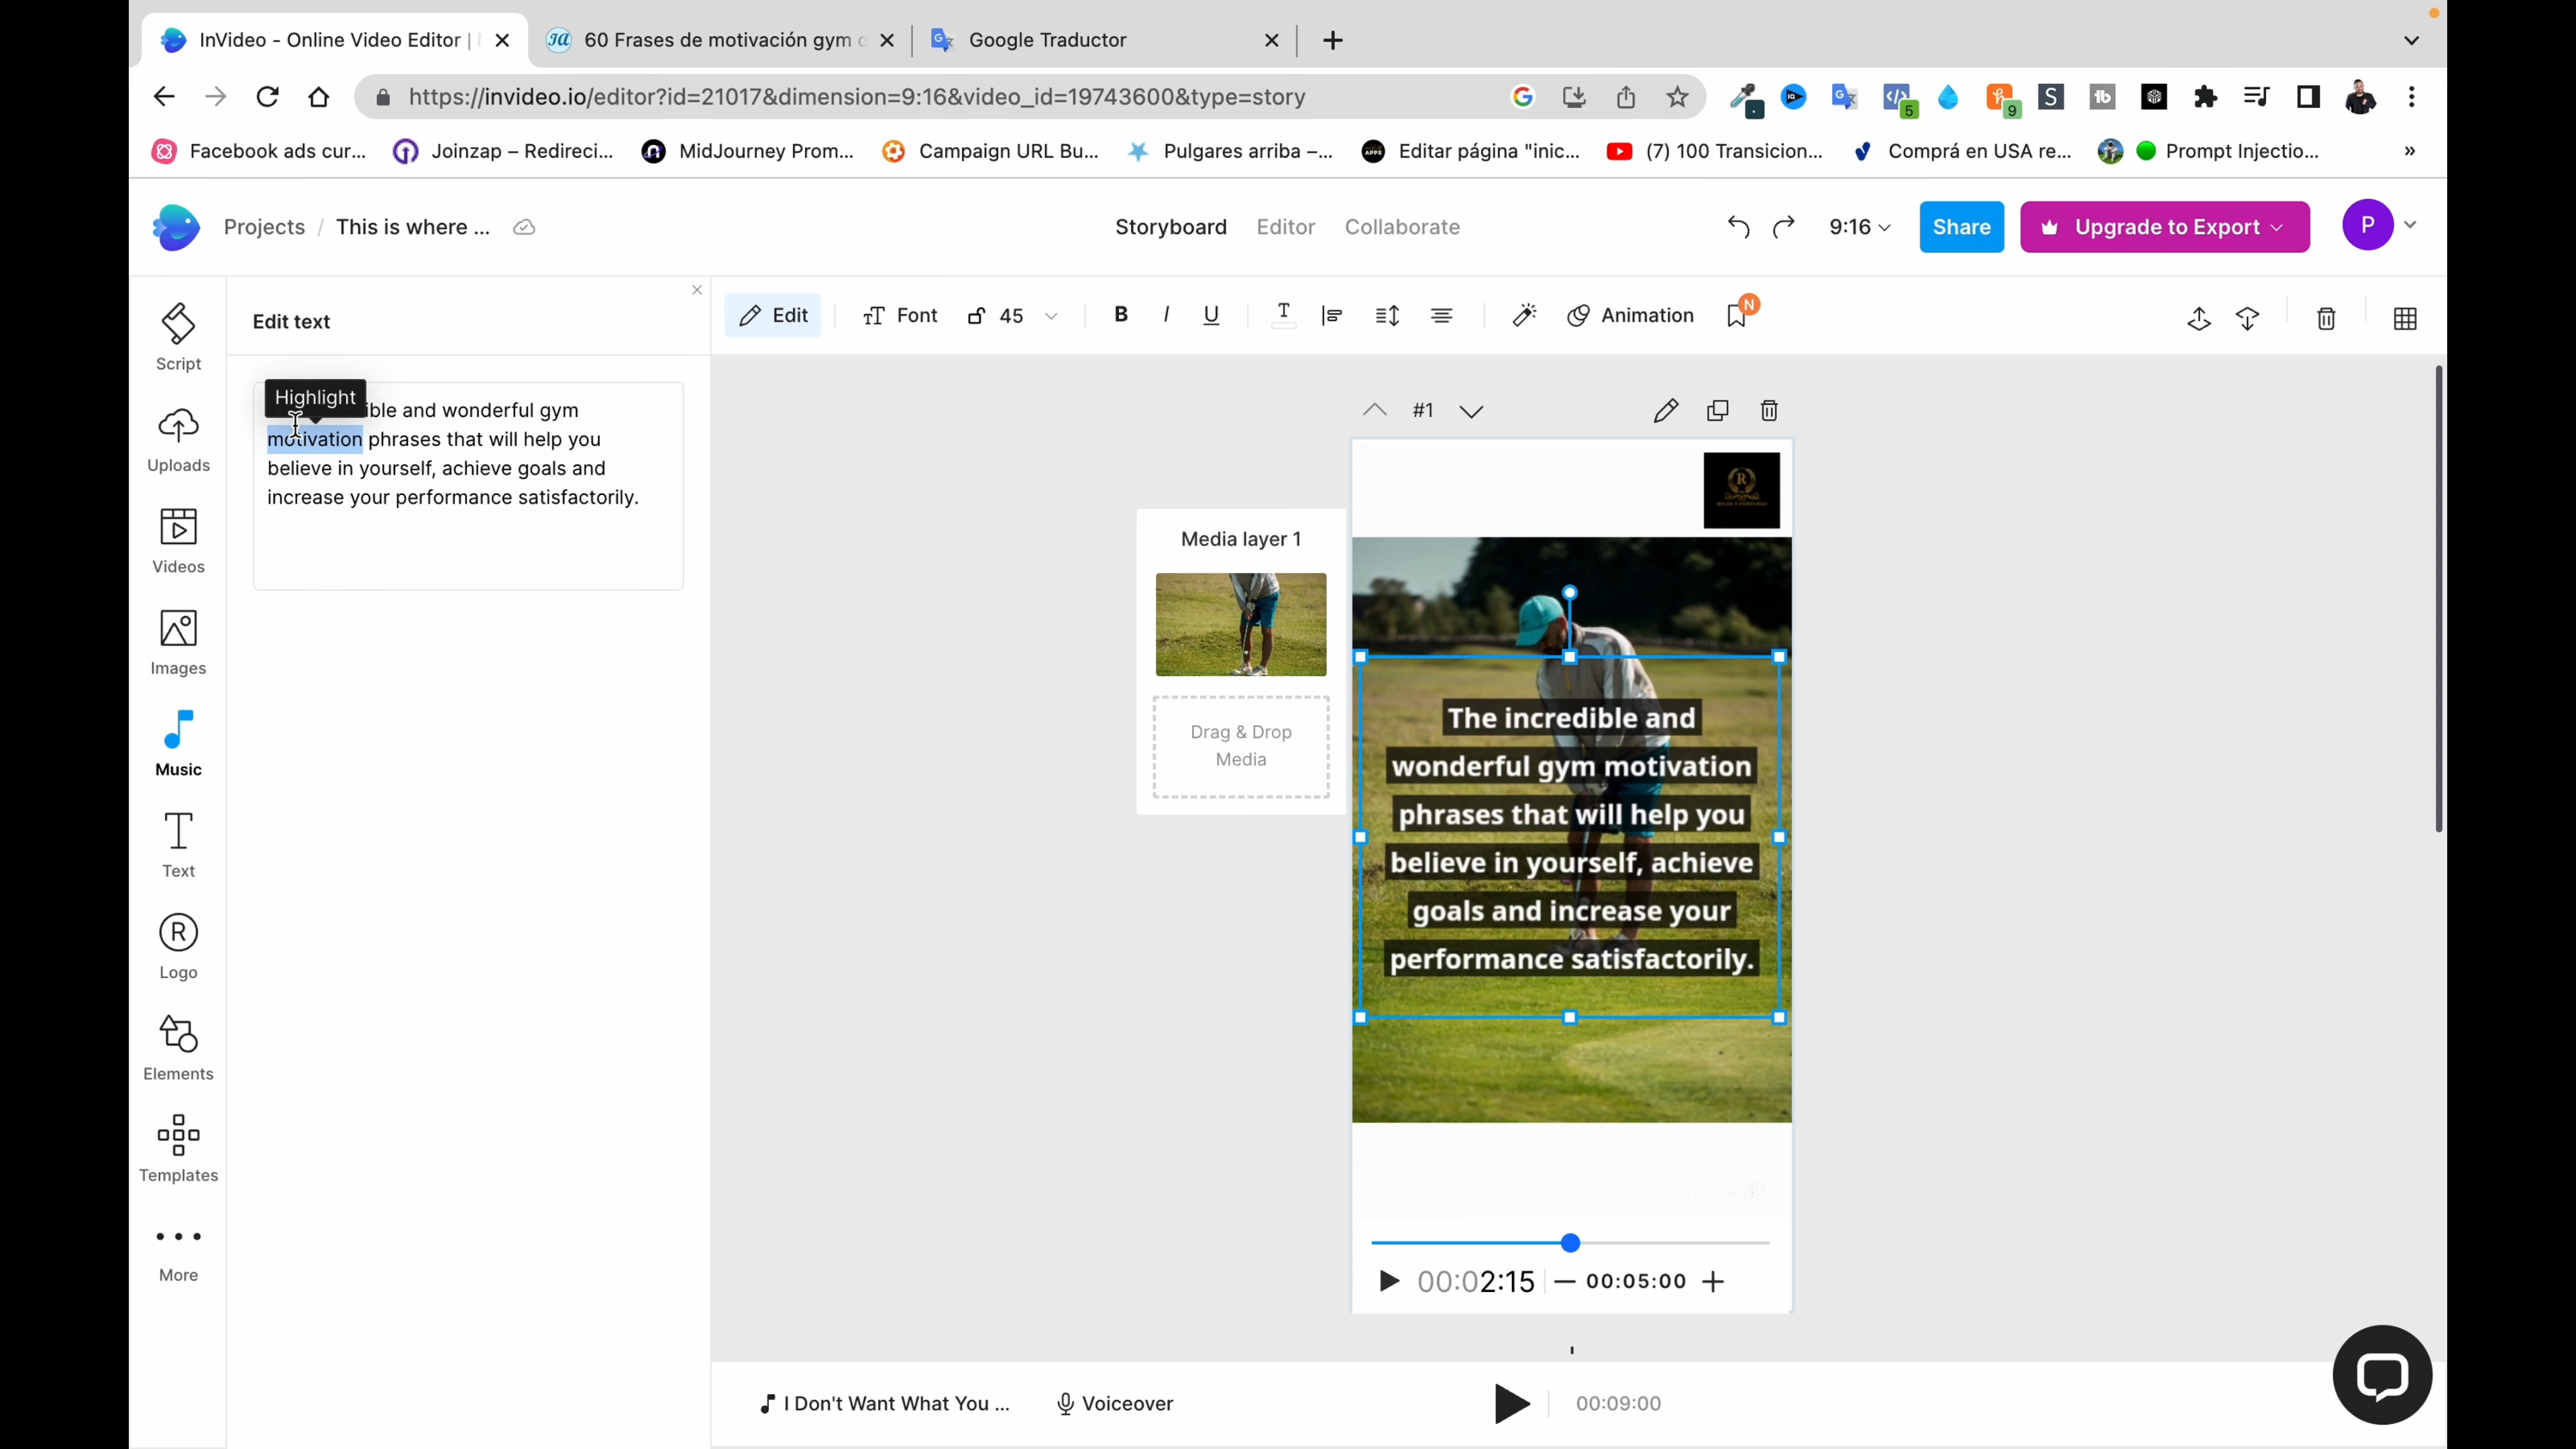 InVideo - Online Video Editor |
60 Frases de motivación gym
Google Traductor
https://invideo.io/editor?id=21017&dimension=9:16&video_id=19743600&type=story
5
9
S
tb
Facebook ads cur...
Joinzap – Redireci...
MidJourney Prom...
Campaign URL Bu...
Pulgares arriba –...
Editar página "inic...
(7) 100 Transicion...
Comprá en USA re...
Prompt Injectio...
»
Projects / This is where ...
Storyboard
Editor
Collaborate
9:16
Share
Upgrade to Export
P
Script
Uploads
Videos
Images
Music
Text
Logo
Elements
Templates
More
Edit text
Highlight
ible and wonderful gym
motivation phrases that will help you
believe in yourself, achieve goals and
increase your performance satisfactorily.
Edit
Font
45
B
I
U
Animation
N
#1
Media layer 1
Drag & Drop
Media
R
The incredible and
wonderful gym motivation
phrases that will help you
believe in yourself, achieve
goals and increase your
performance satisfactorily.
00:02:15
00:05:00
I Don't Want What You ...
Voiceover
00:09:00